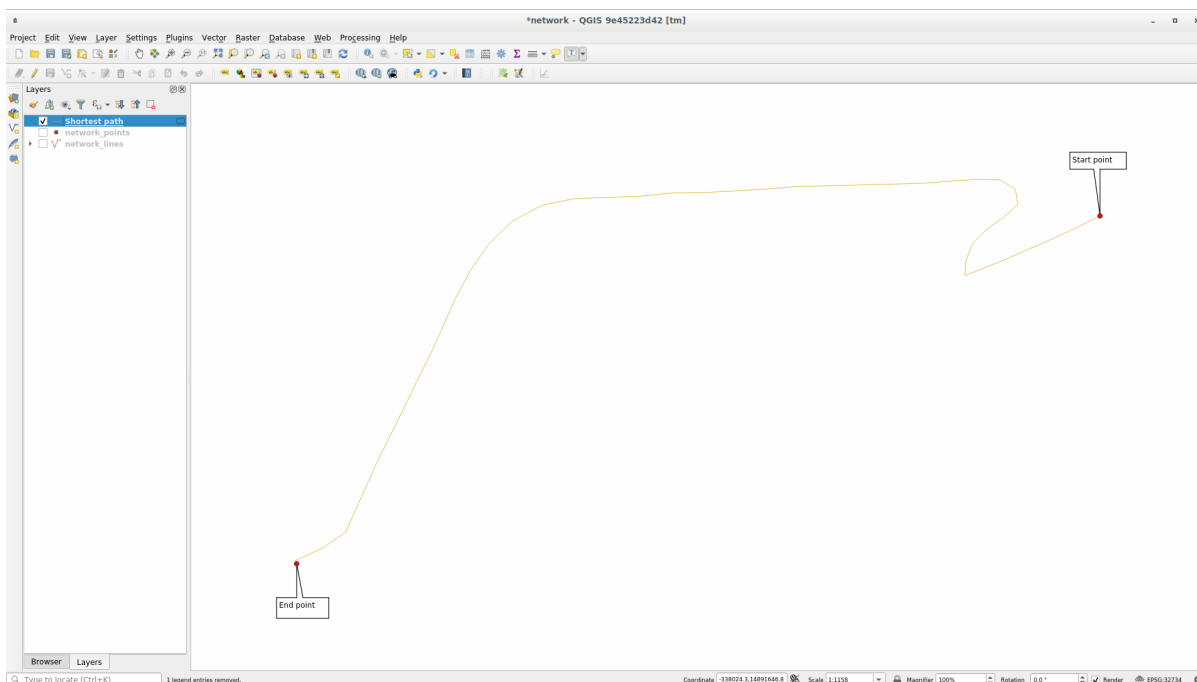 *network - QGIS 9e45223d42 [tm]
Project Edit View Layer Settings Plugins Vector Raster Database Web Processing Help
Layers
Shortest path
network_points
network_lines
Start point
End point
Browser Layers
Type to locate (Ctrl+K) 1 legend entries removed. Coordinate -338024.3,14891646.8 Scale 1:1158 Magnifier 100% Rotation 0.0 ° Render EPSG:32734